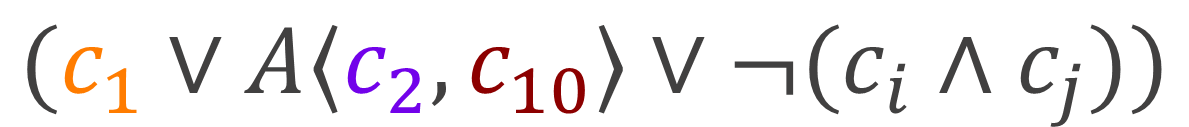 (c₁ ∨ A⟨c₂, c₁₀⟩ ∨ ¬(cᵢ ∧ cⱼ))